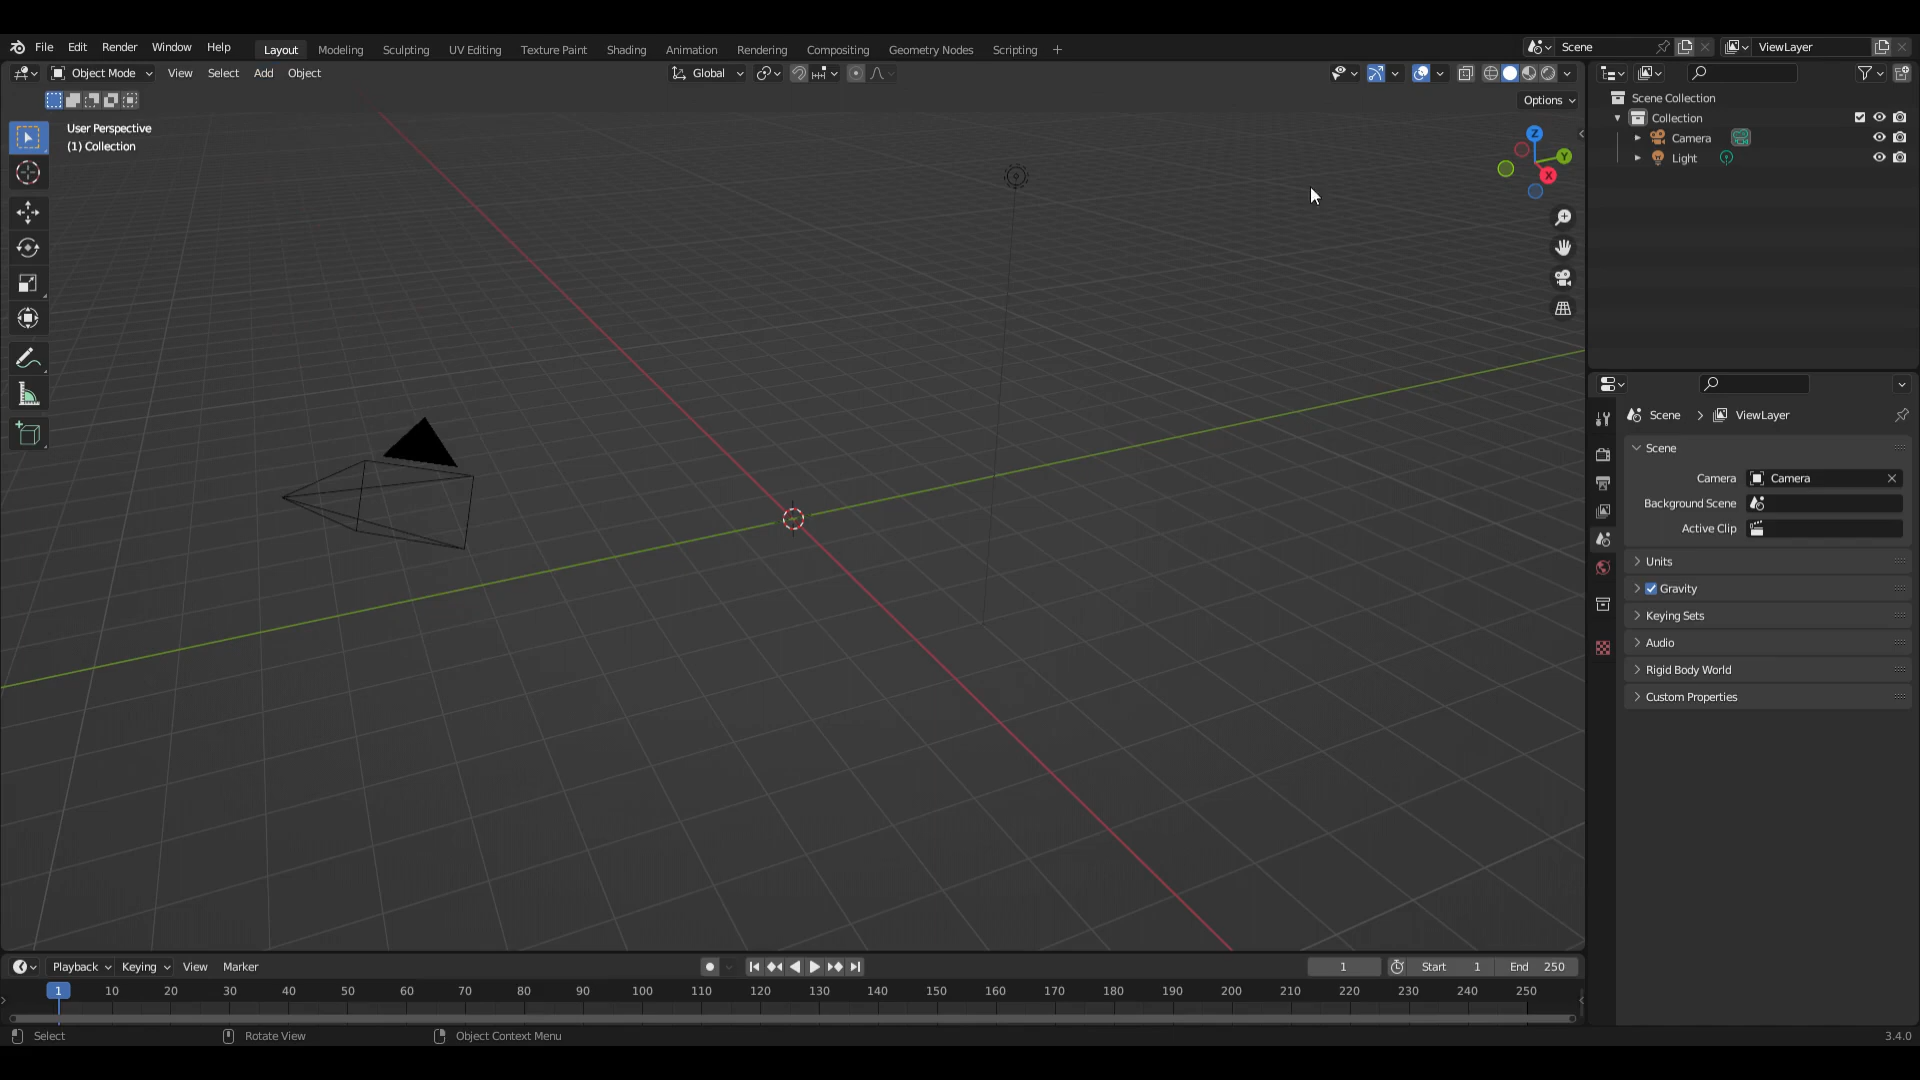 File Edit Render Window Help Layout Modeling Sculpting UV Editing Texture Paint Shading Animation Rendering Compositing Geometry Nodes Scripting + Scene ViewLayer
Object Mode View Select Add Object Global
Options
User Perspective
(1) Collection
Z
Y
X
Scene Collection
Collection
Camera
Light
Scene > ViewLayer
Scene
Camera Camera
Background Scene
Active Clip
Units
Gravity
Keying Sets
Audio
Rigid Body World
Custom Properties
Playback Keying View Marker 1 Start 1 End 250
1 10 20 30 40 50 60 70 80 90 100 110 120 130 140 150 160 170 180 190 200 210 220 230 240 250
Select Rotate View Object Context Menu 3.4.0